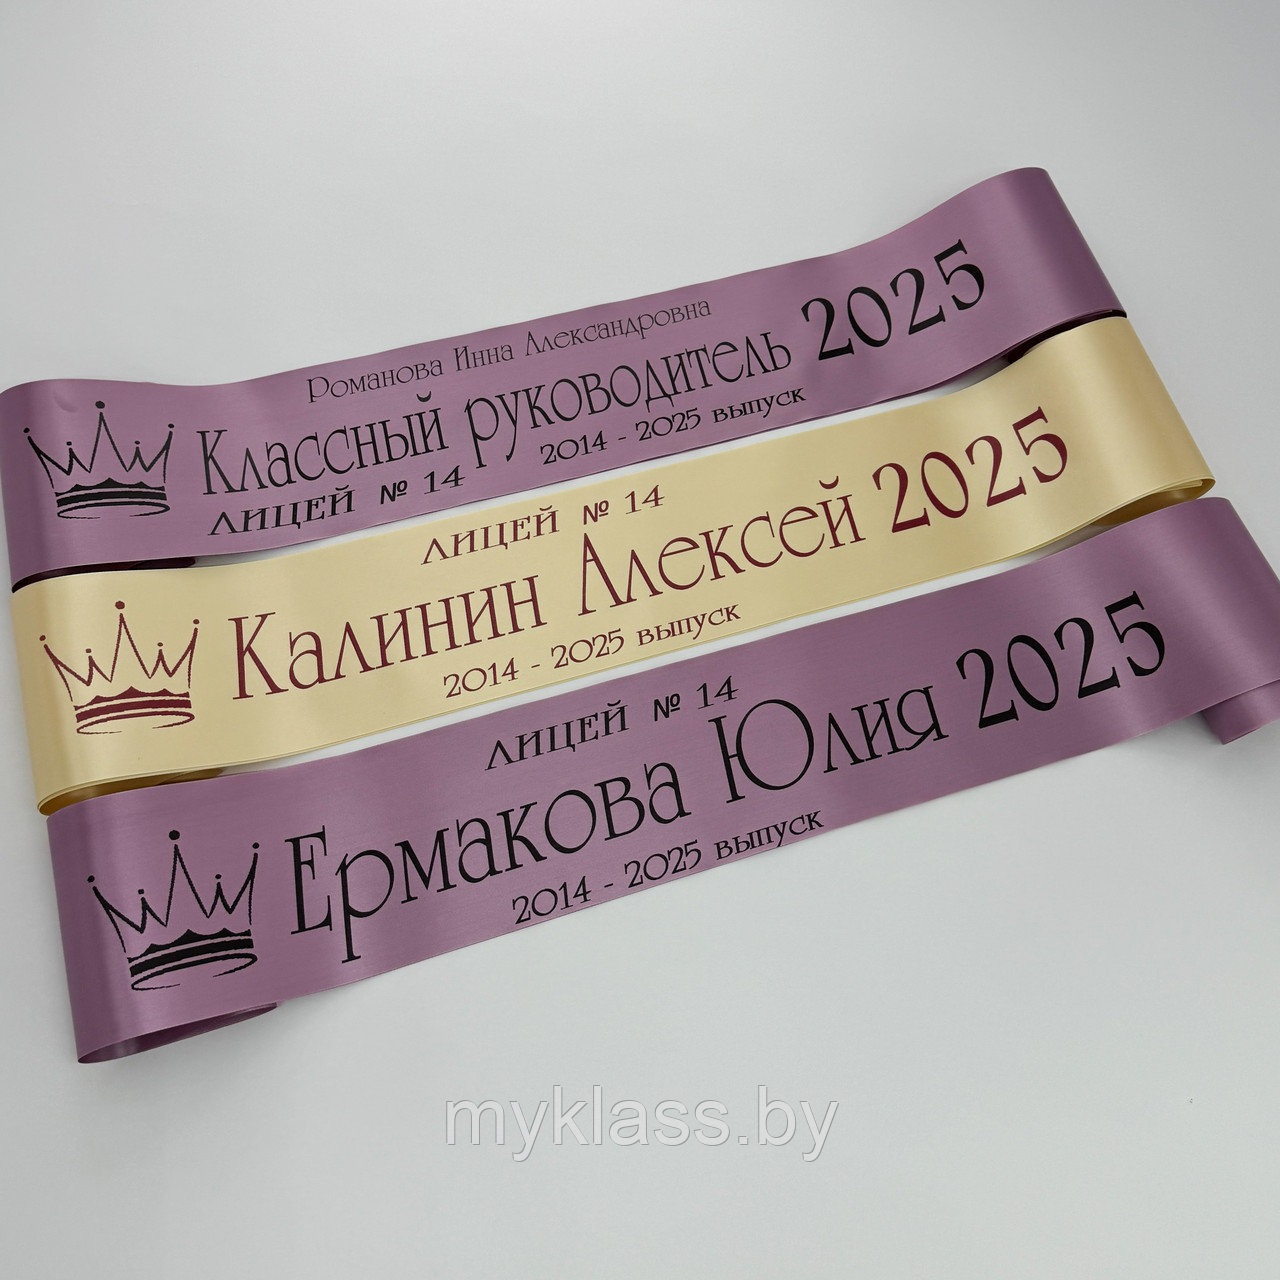 Романова Инна Александровна
Классный руководитель 2025
2014 - 2025 выпуск
ЛИЦЕЙ № 14
ЛИЦЕЙ № 14
Калинин Алексей 2025
2014 - 2025 выпуск
ЛИЦЕЙ № 14
Ермакова Юлия 2025
2014 - 2025 выпуск
myklass.by